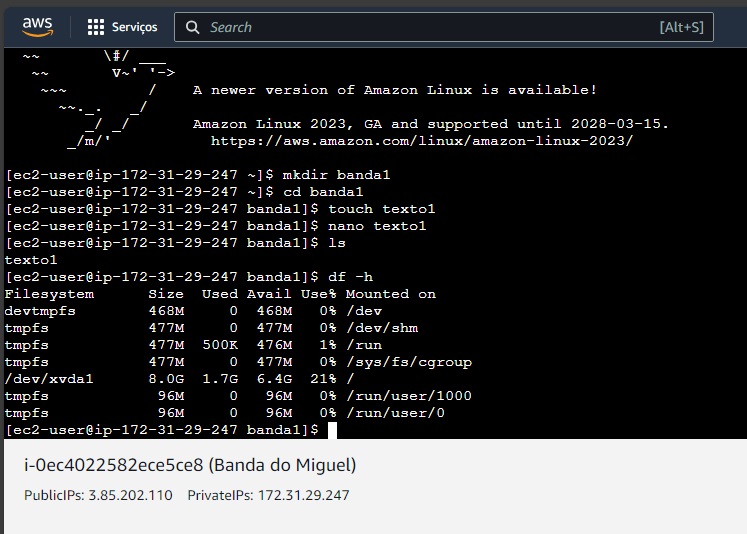 aws Serviços Search [Alt+S]
~~ \#/ ___
~~ V~' '->
~~~ / A newer version of Amazon Linux is available!
~~._. _/
_/ _/ Amazon Linux 2023, GA and supported until 2028-03-15.
_/m/' https://aws.amazon.com/linux/amazon-linux-2023/
[ec2-user@ip-172-31-29-247 ~]$ mkdir banda1
[ec2-user@ip-172-31-29-247 ~]$ cd banda1
[ec2-user@ip-172-31-29-247 banda1]$ touch texto1
[ec2-user@ip-172-31-29-247 banda1]$ nano texto1
[ec2-user@ip-172-31-29-247 banda1]$ ls
texto1
[ec2-user@ip-172-31-29-247 banda1]$ df -h
Filesystem Size Used Avail Use% Mounted on
devtmpfs 468M 0 468M 0% /dev
tmpfs 477M 0 477M 0% /dev/shm
tmpfs 477M 500K 476M 1% /run
tmpfs 477M 0 477M 0% /sys/fs/cgroup
/dev/xvda1 8.0G 1.7G 6.4G 21% /
tmpfs 96M 0 96M 0% /run/user/1000
tmpfs 96M 0 96M 0% /run/user/0
[ec2-user@ip-172-31-29-247 banda1]$
i-0ec4022582ece5ce8 (Banda do Miguel)
PublicIPs: 3.85.202.110 PrivateIPs: 172.31.29.247